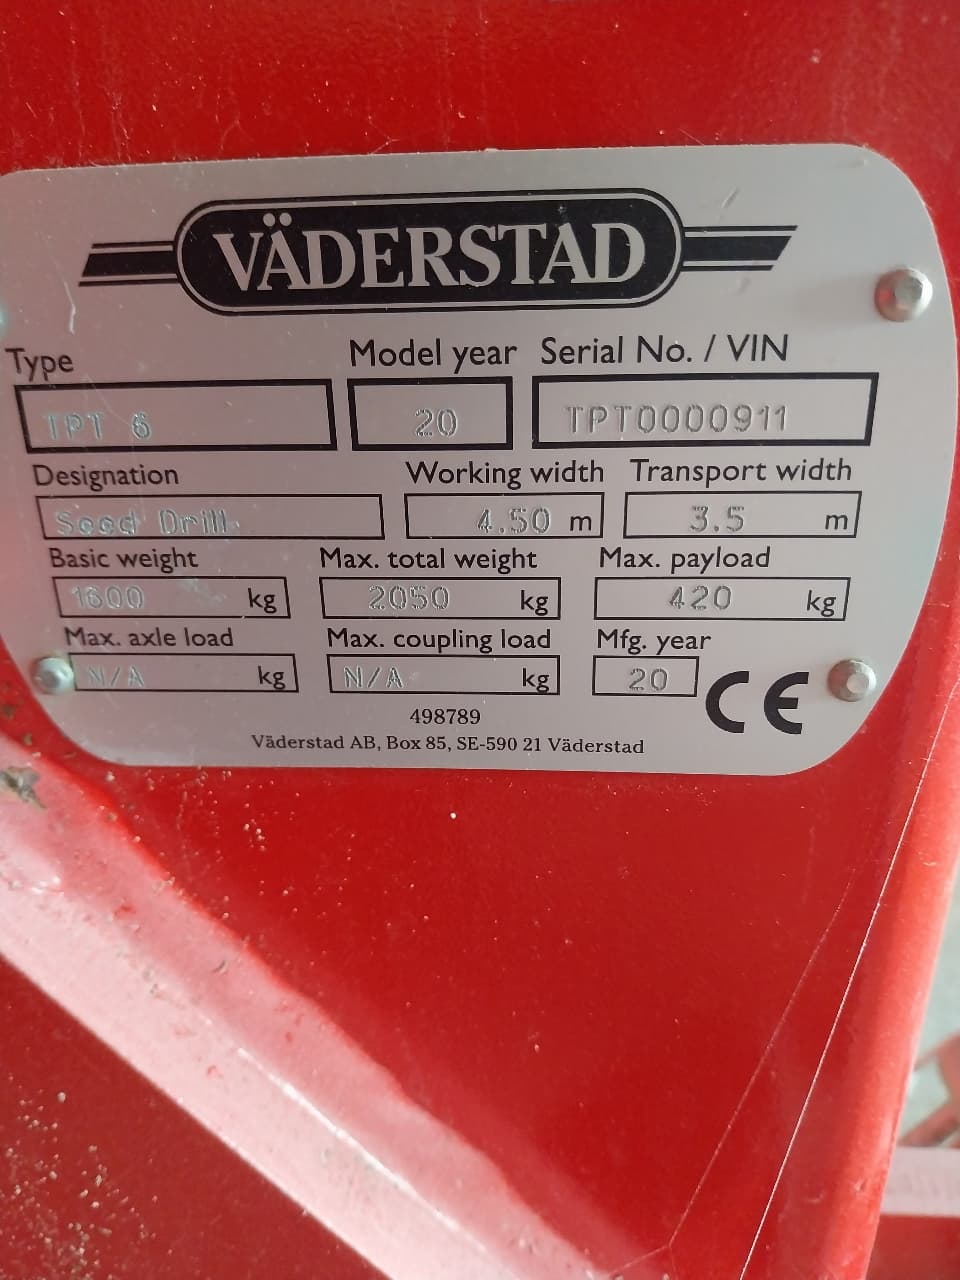 VÄDERSTAD
Type Model year Serial No. / VIN
TPT 6 20 TPT0000911
Designation Working width Transport width
Seed Drill 4.50 m 3.5 m
Basic weight Max. total weight Max. payload
1600 kg 2050 kg 420 kg
Max. axle load Max. coupling load Mfg. year
N/A kg N/A kg 20 CE
498789
Väderstad AB, Box 85, SE-590 21 Väderstad